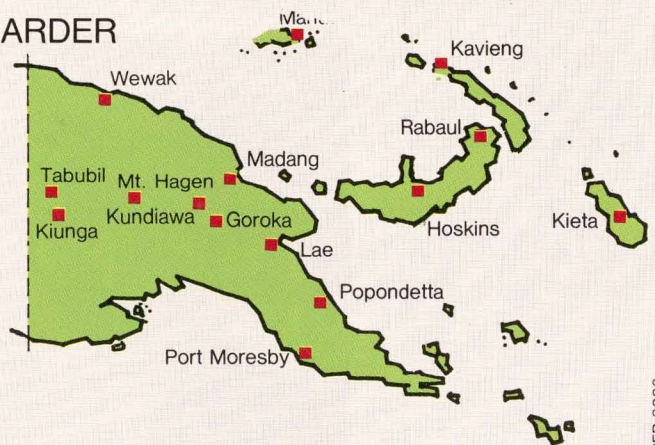 ARDER
Kavieng
Wewak
Rabaul
Madang
Tabubil
Mt. Hagen
Kundiawa
Goroka
Kiunga
Hoskins
Kieta
Lae
Popondetta
Port Moresby